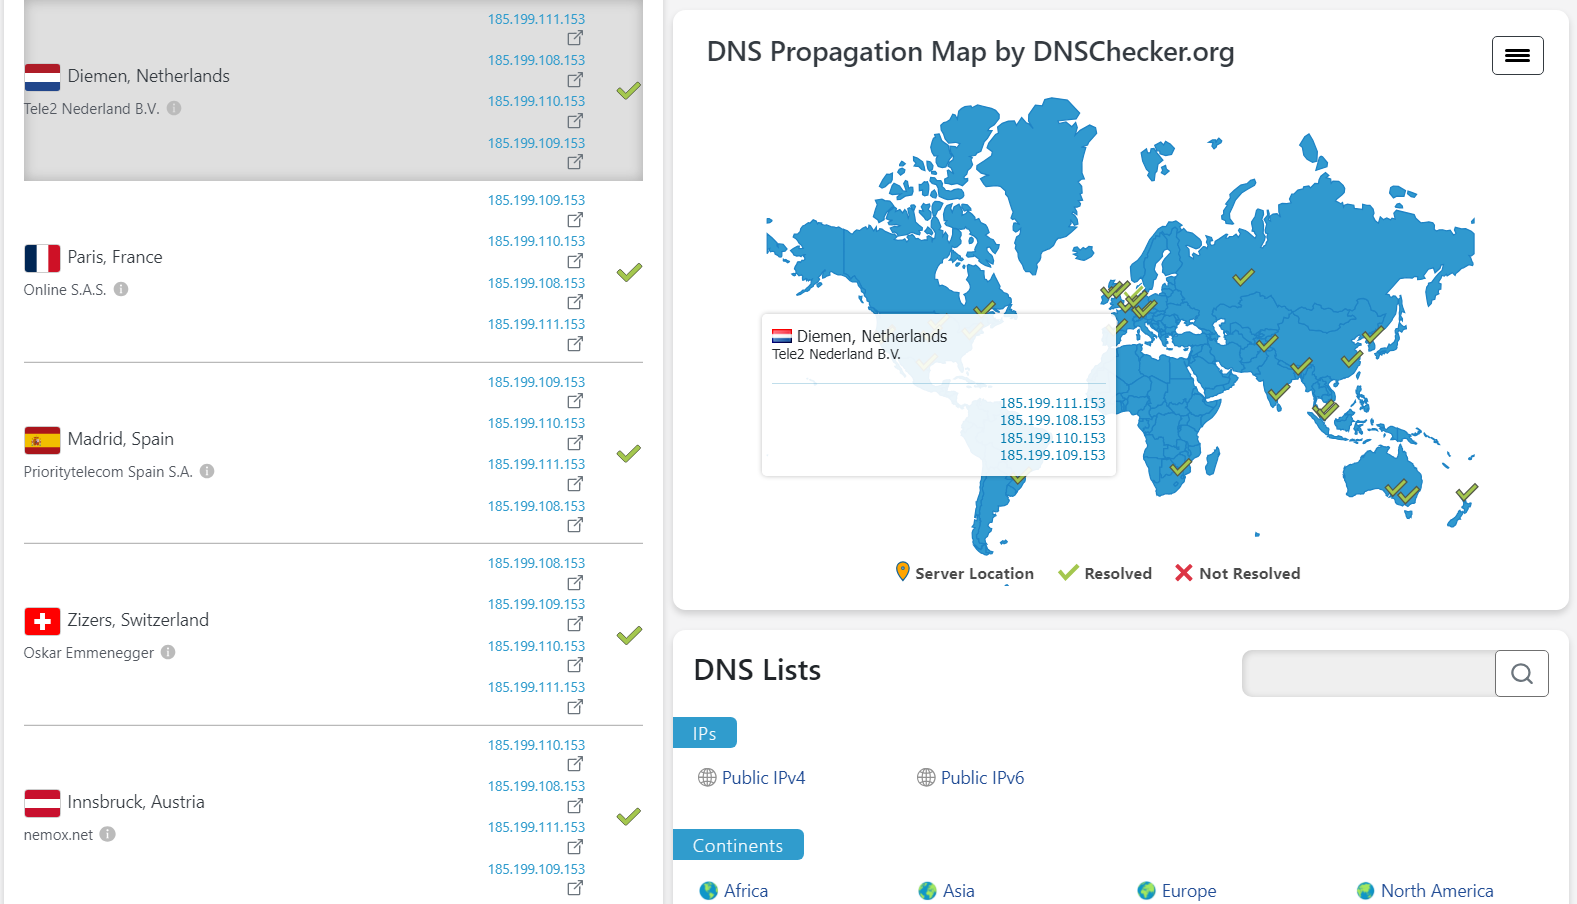 185.199.111.153
185.199.108.153
Diemen, Netherlands
185.199.110.153
Tele2 Nederland B.V.
185.199.109.153
185.199.109.153
185.199.110.153
Paris, France
185.199.108.153
Online S.A.S.
185.199.111.153
185.199.109.153
185.199.110.153
Madrid, Spain
185.199.111.153
Prioritytelecom Spain S.A.
185.199.108.153
185.199.108.153
185.199.109.153
Zizers, Switzerland
185.199.110.153
Oskar Emmenegger
185.199.111.153
185.199.110.153
185.199.108.153
Innsbruck, Austria
185.199.111.153
nemox.net
185.199.109.153
DNS Propagation Map by DNSChecker.org
Diemen, Netherlands
Tele2 Nederland B.V.
185.199.111.153
185.199.108.153
185.199.110.153
185.199.109.153
Server Location Resolved Not Resolved
DNS Lists
IPs
Public IPv4 Public IPv6
Continents
Africa Asia Europe North America